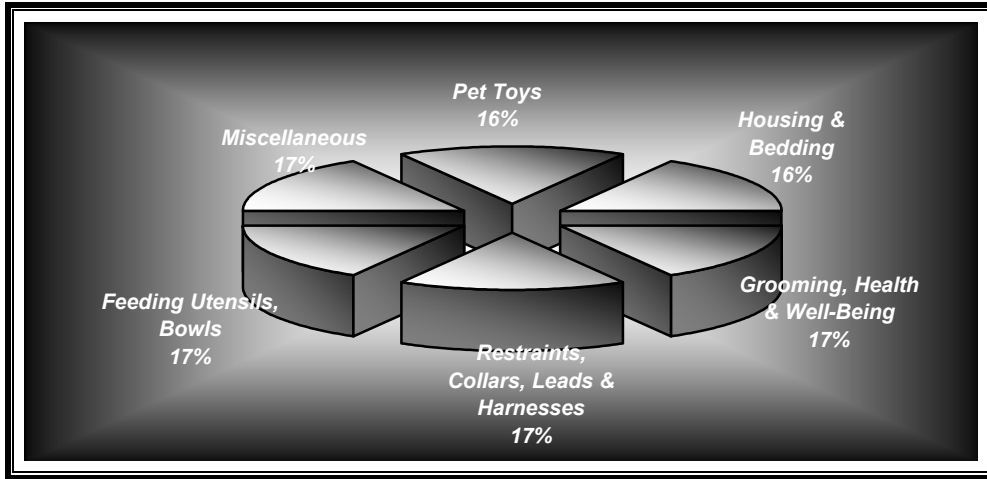 Pet Toys
16%
Housing &
Bedding
16%
Miscellaneous
17%
Grooming, Health
& Well-Being
17%
Feeding Utensils,
Bowls
17%
Restraints,
Collars, Leads &
Harnesses
17%